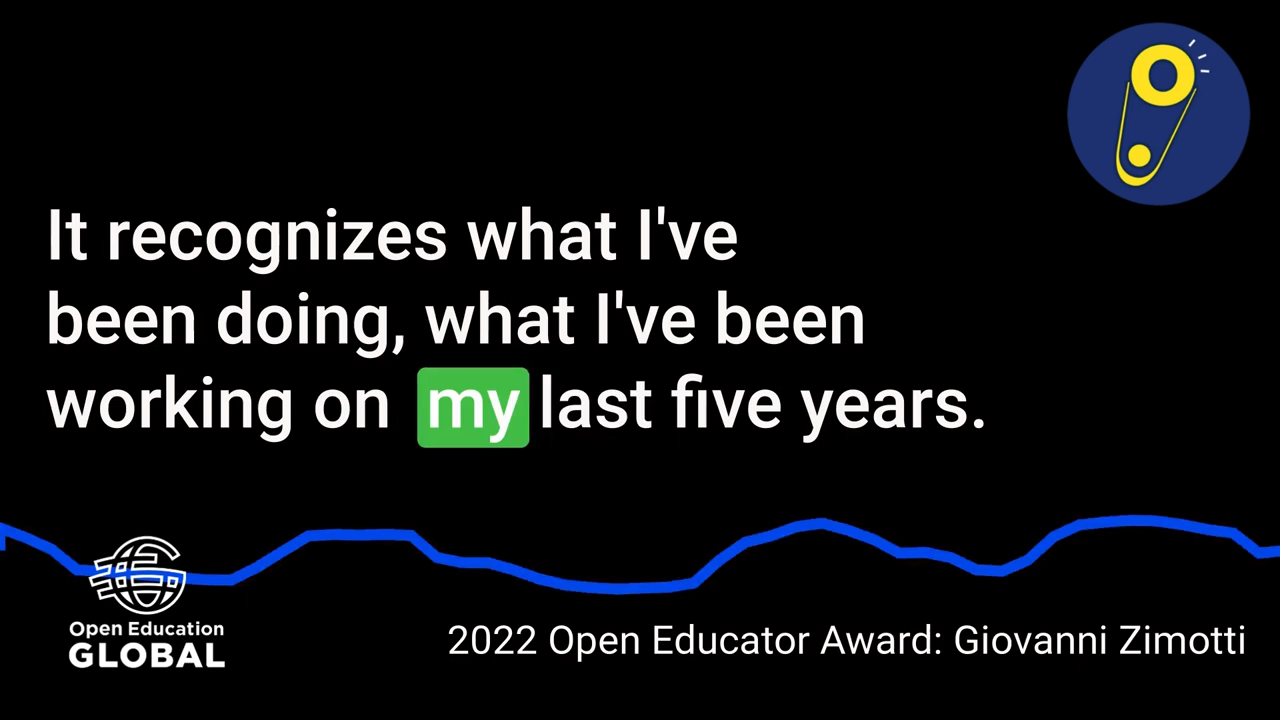 It recognizes what I've
been doing, what I've been
working on my last five years.
Open Education
GLOBAL
2022 Open Educator Award: Giovanni Zimotti